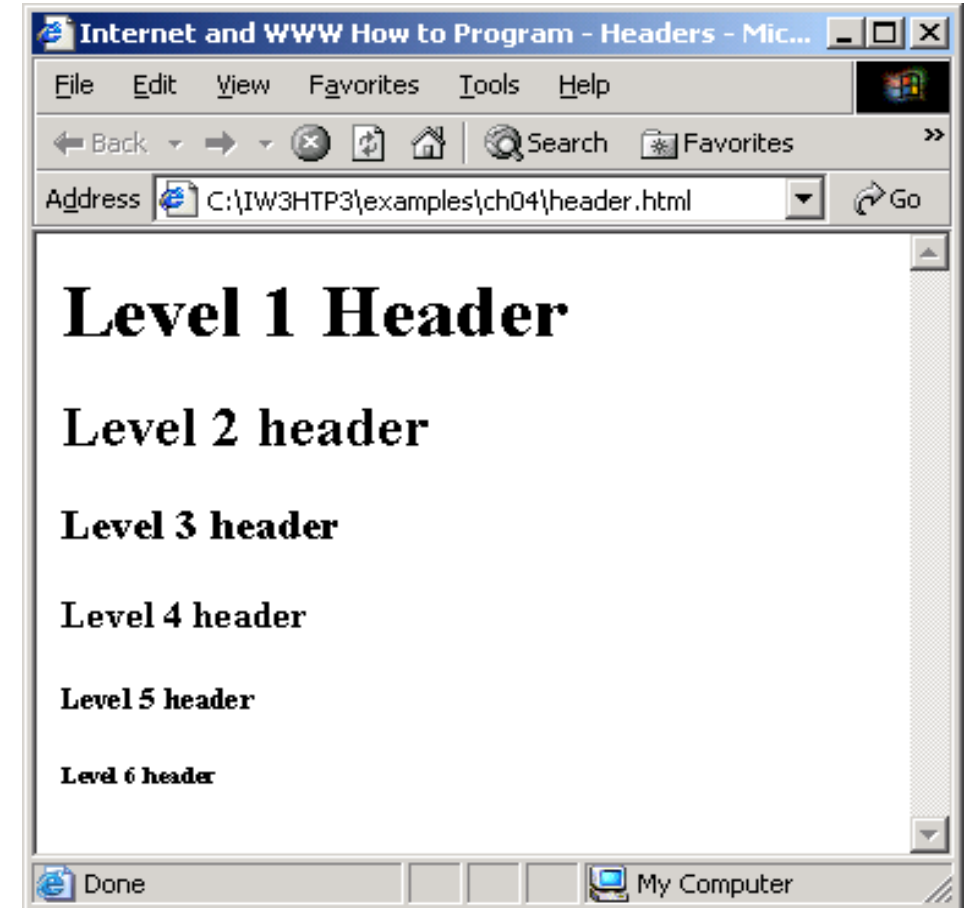 Internet and WWW How to Program - Headers - Mic...
File Edit View Favorites Tools Help
Back Search Favorites »
Address C:\IW3HTP3\examples\ch04\header.html Go
Level 1 Header
Level 2 header
Level 3 header
Level 4 header
Level 5 header
Level 6 header
Done My Computer